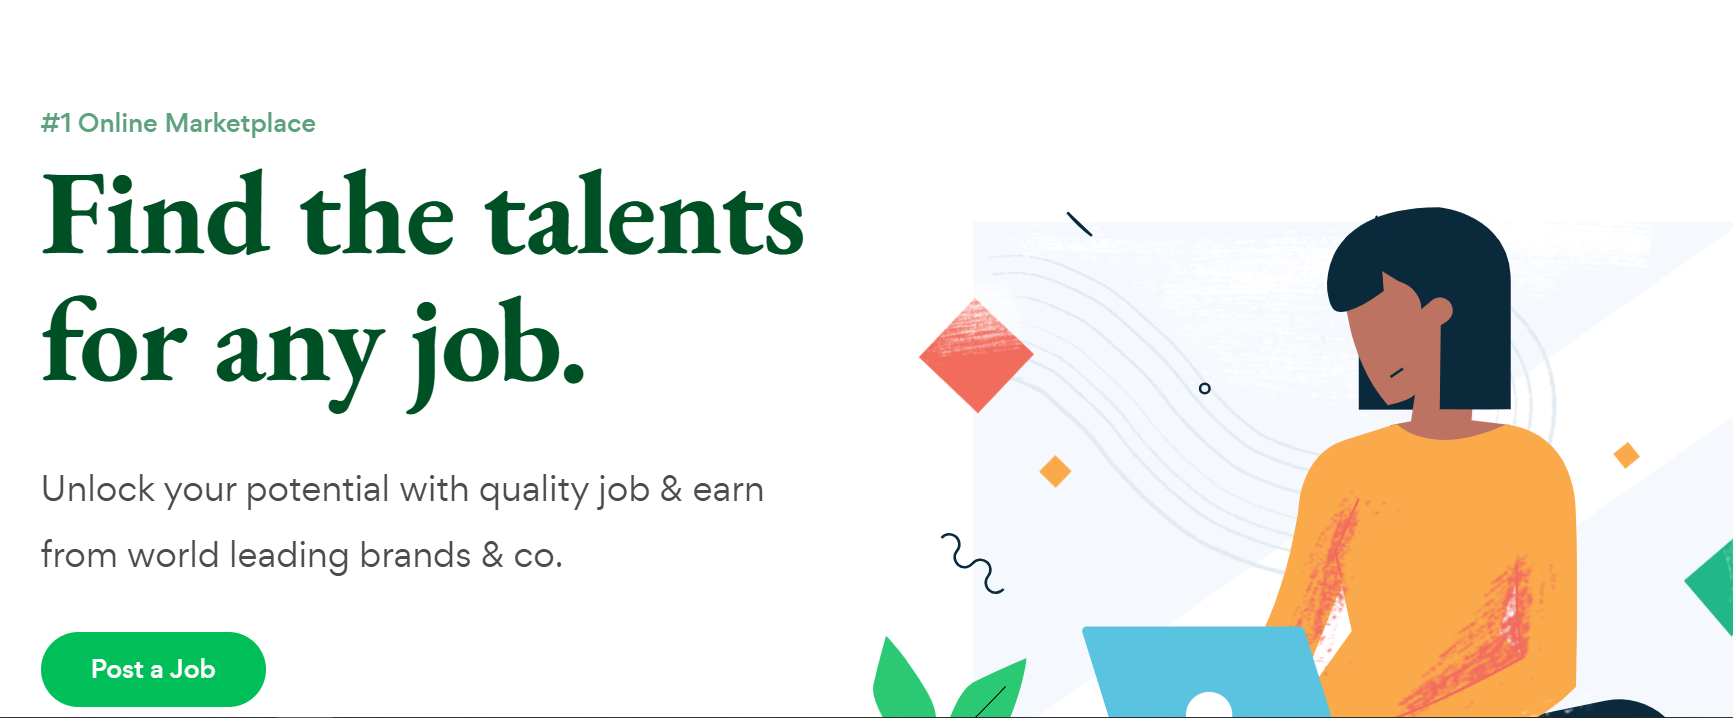 #1 Online Marketplace
Find the talents
for any job.
Unlock your potential with quality job & earn
from world leading brands & co.
Post a Job